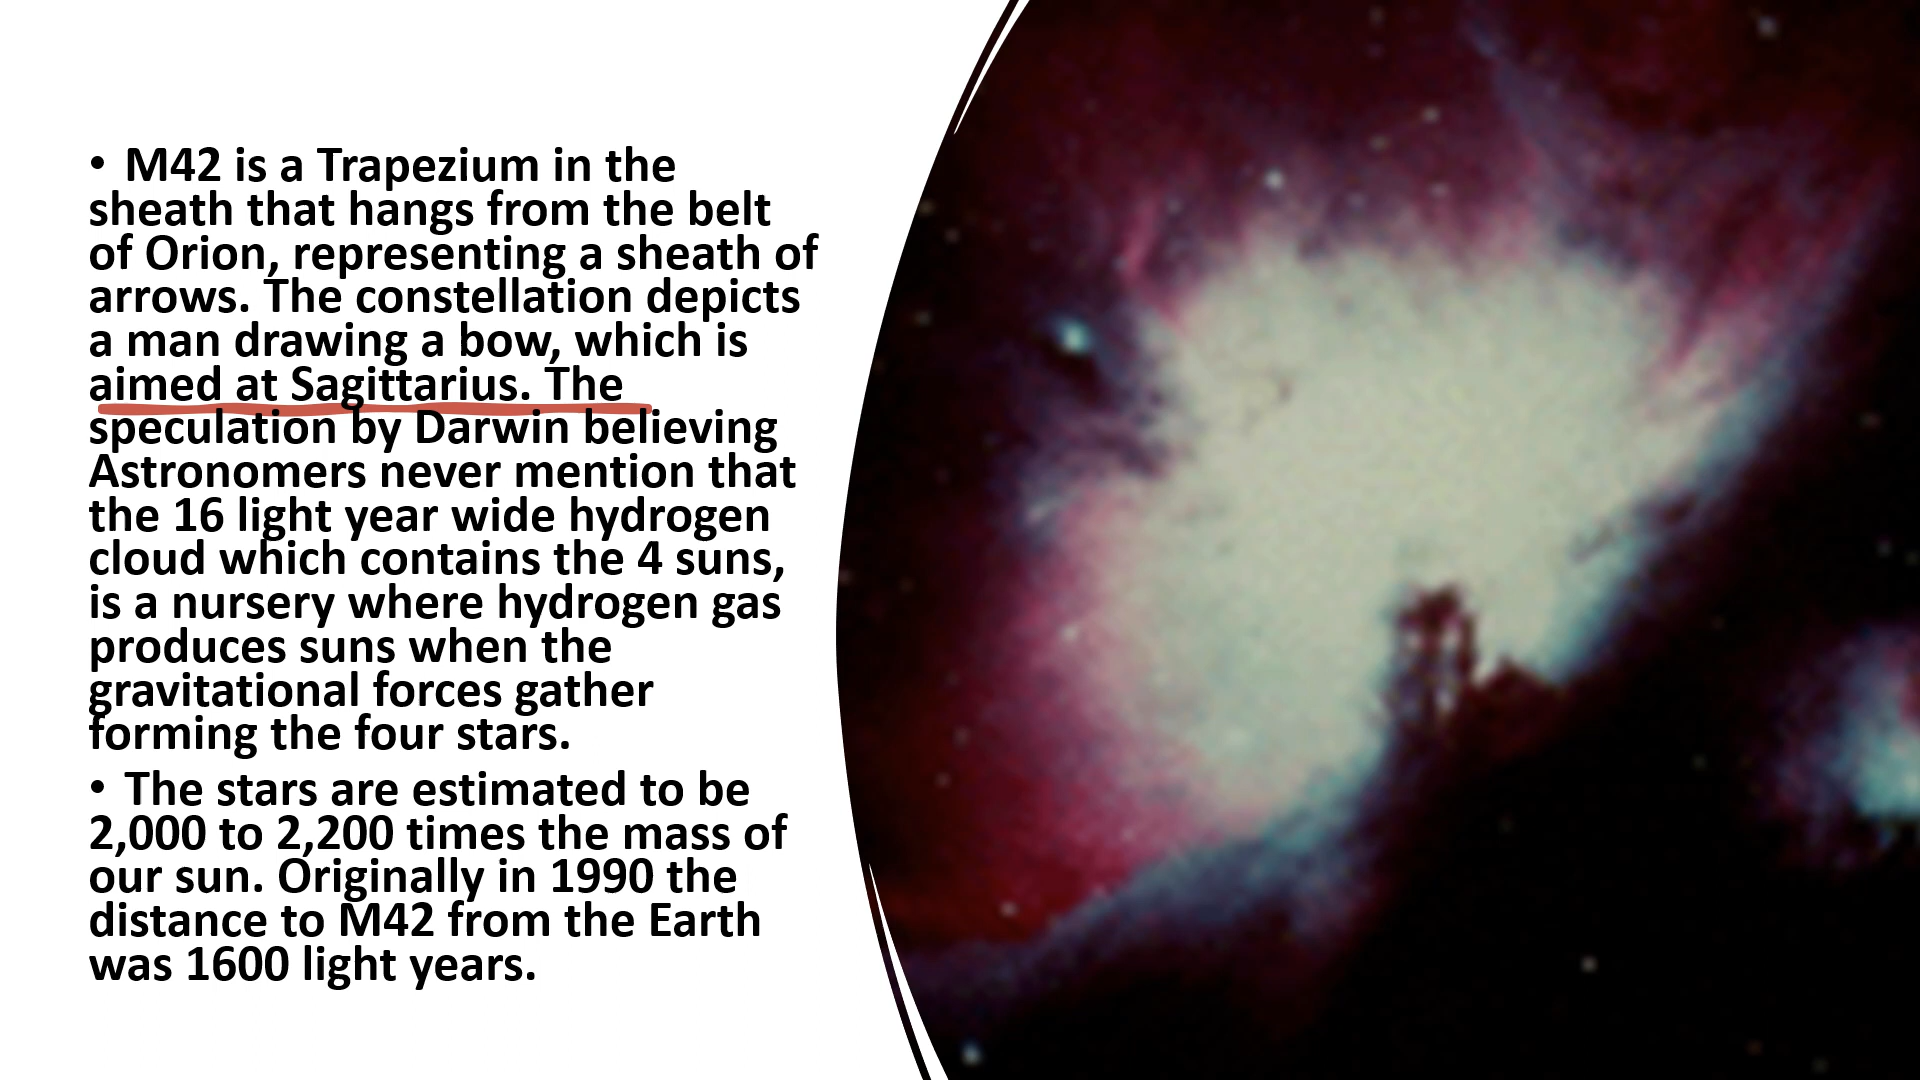 • M42 is a Trapezium in the
sheath that hangs from the belt
of Orion, representing a sheath of
arrows. The constellation depicts
a man drawing a bow, which is
aimed at Sagittarius. The
speculation by Darwin believing
Astronomers never mention that
the 16 light year wide hydrogen
cloud which contains the 4 suns,
is a nursery where hydrogen gas
produces suns when the
gravitational forces gather
forming the four stars.
• The stars are estimated to be
2,000 to 2,200 times the mass of
our sun. Originally in 1990 the
distance to M42 from the Earth
was 1600 light years.